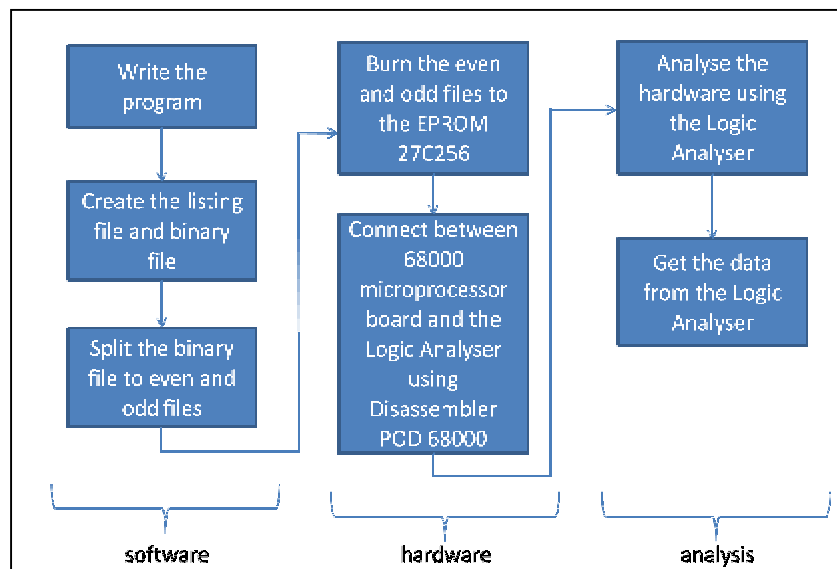 Write the
program
Create the listing
file and binary
file
Split the binary
file to even and
odd files
Burn the even
and odd files to
the EPROM
27C256
Connect between
68000
microprocessor
board and the
Logic Analyser
using
Disassembler
POD 68000
Analyse the
hardware using
the Logic
Analyser
Get the data
from the Logic
Analyser
software
hardware
analysis